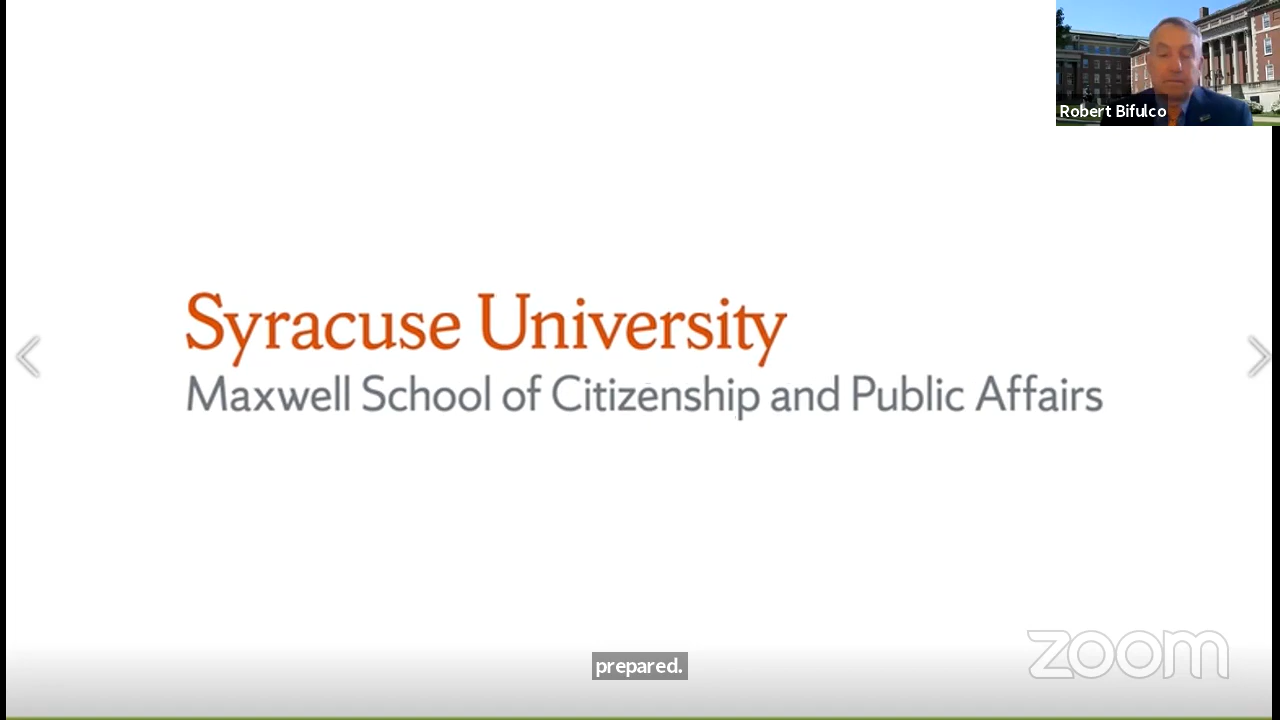 Robert Bifulco
Syracuse University
Maxwell School of Citizenship and Public Affairs
prepared.
zoom